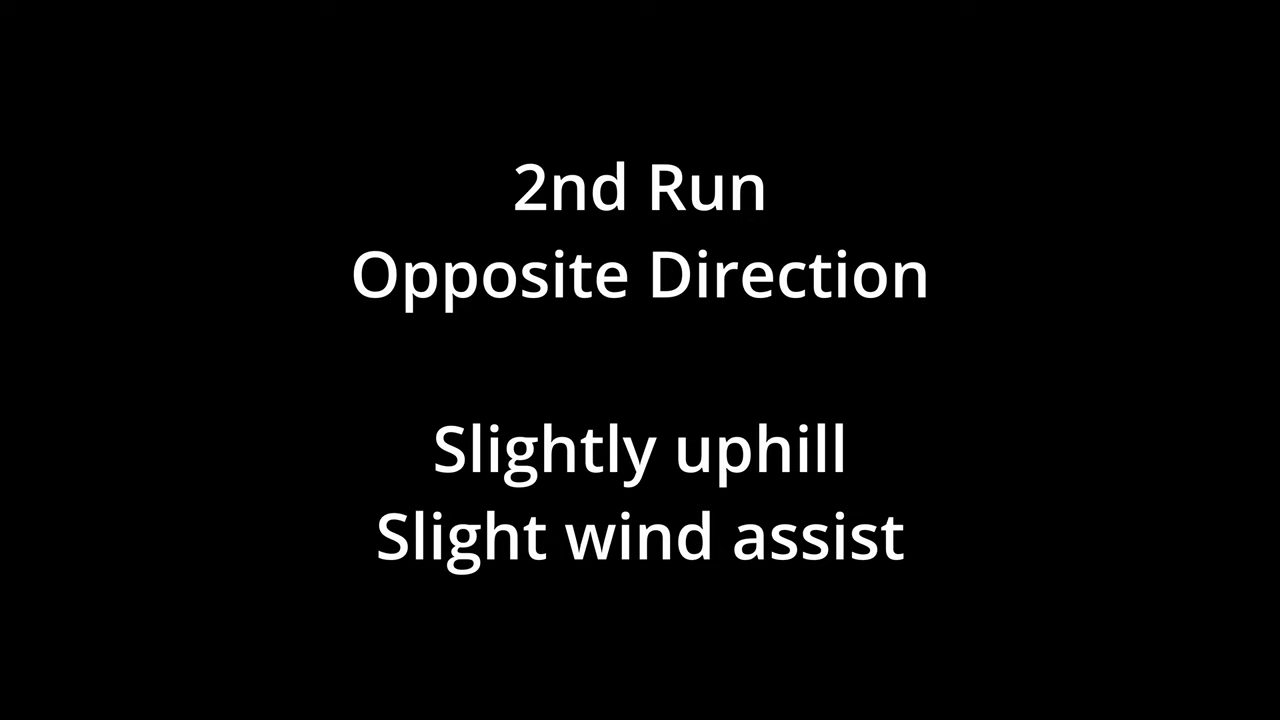 2nd Run
Opposite Direction
Slightly uphill
Slight wind assist